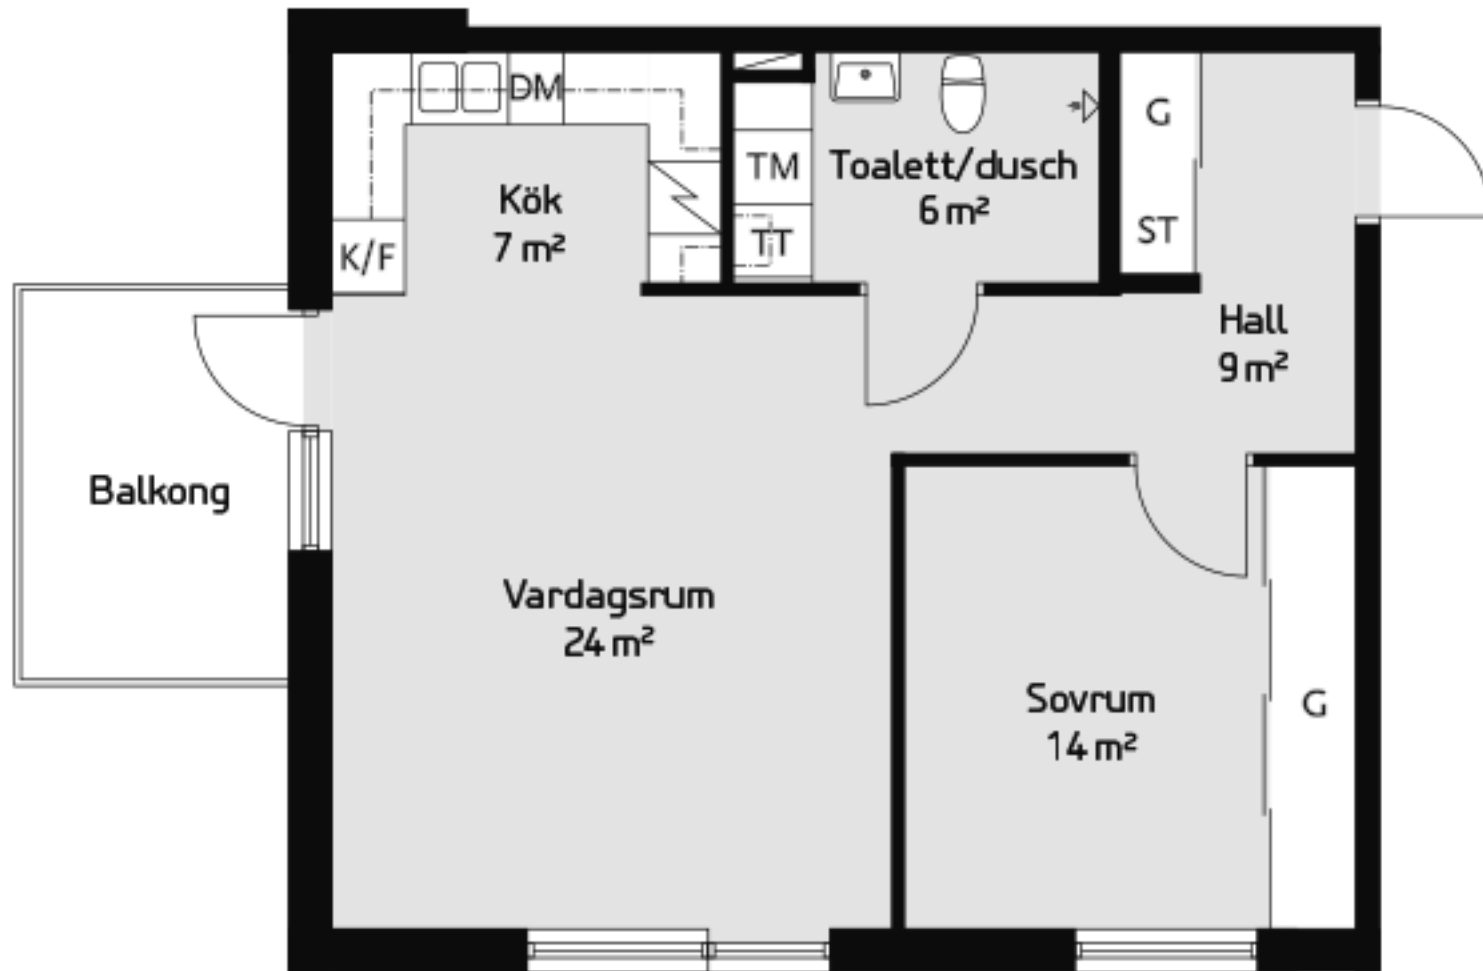 DM
Kök
7 m²
K/F
TM
TT
Toalett/dusch
6 m²
G
ST
Hall
9 m²
Balkong
Vardagsrum
24 m²
Sovrum
14 m²
G